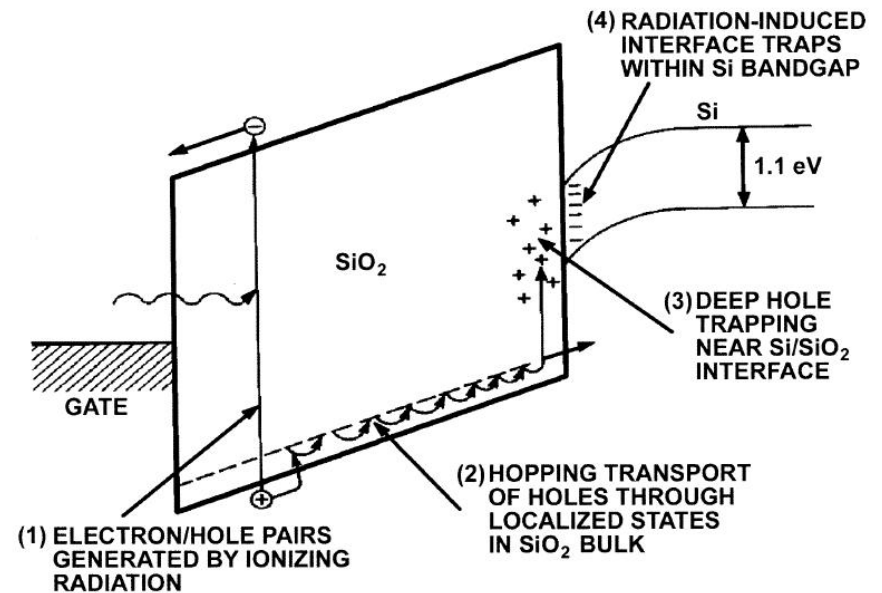 (4) RADIATION-INDUCED
INTERFACE TRAPS
WITHIN Si BANDGAP
Si
1.1 eV
SiO₂
(3) DEEP HOLE
TRAPPING
NEAR Si/SiO₂
INTERFACE
GATE
(2) HOPPING TRANSPORT
OF HOLES THROUGH
LOCALIZED STATES
IN SiO₂ BULK
(1) ELECTRON/HOLE PAIRS
GENERATED BY IONIZING
RADIATION